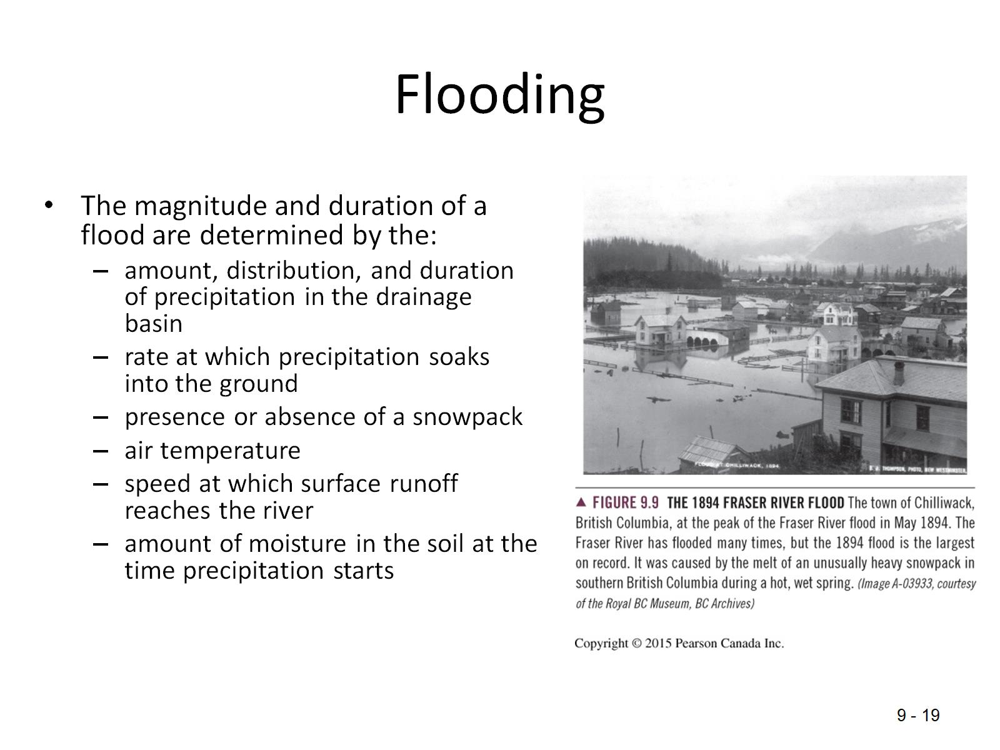 Flooding
• The magnitude and duration of a
flood are determined by the:
– amount, distribution, and duration
of precipitation in the drainage
basin
– rate at which precipitation soaks
into the ground
– presence or absence of a snowpack
– air temperature
– speed at which surface runoff
reaches the river
– amount of moisture in the soil at the
time precipitation starts
FLOOD AT CHILLIWACK, 1894
S. J. THOMPSON, PHOTO, NEW WESTMINSTER.
▲ FIGURE 9.9 THE 1894 FRASER RIVER FLOOD The town of Chilliwack,
British Columbia, at the peak of the Fraser River flood in May 1894. The
Fraser River has flooded many times, but the 1894 flood is the largest
on record. It was caused by the melt of an unusually heavy snowpack in
southern British Columbia during a hot, wet spring. (Image A-03933, courtesy
of the Royal BC Museum, BC Archives)
Copyright © 2015 Pearson Canada Inc.
9 - 19